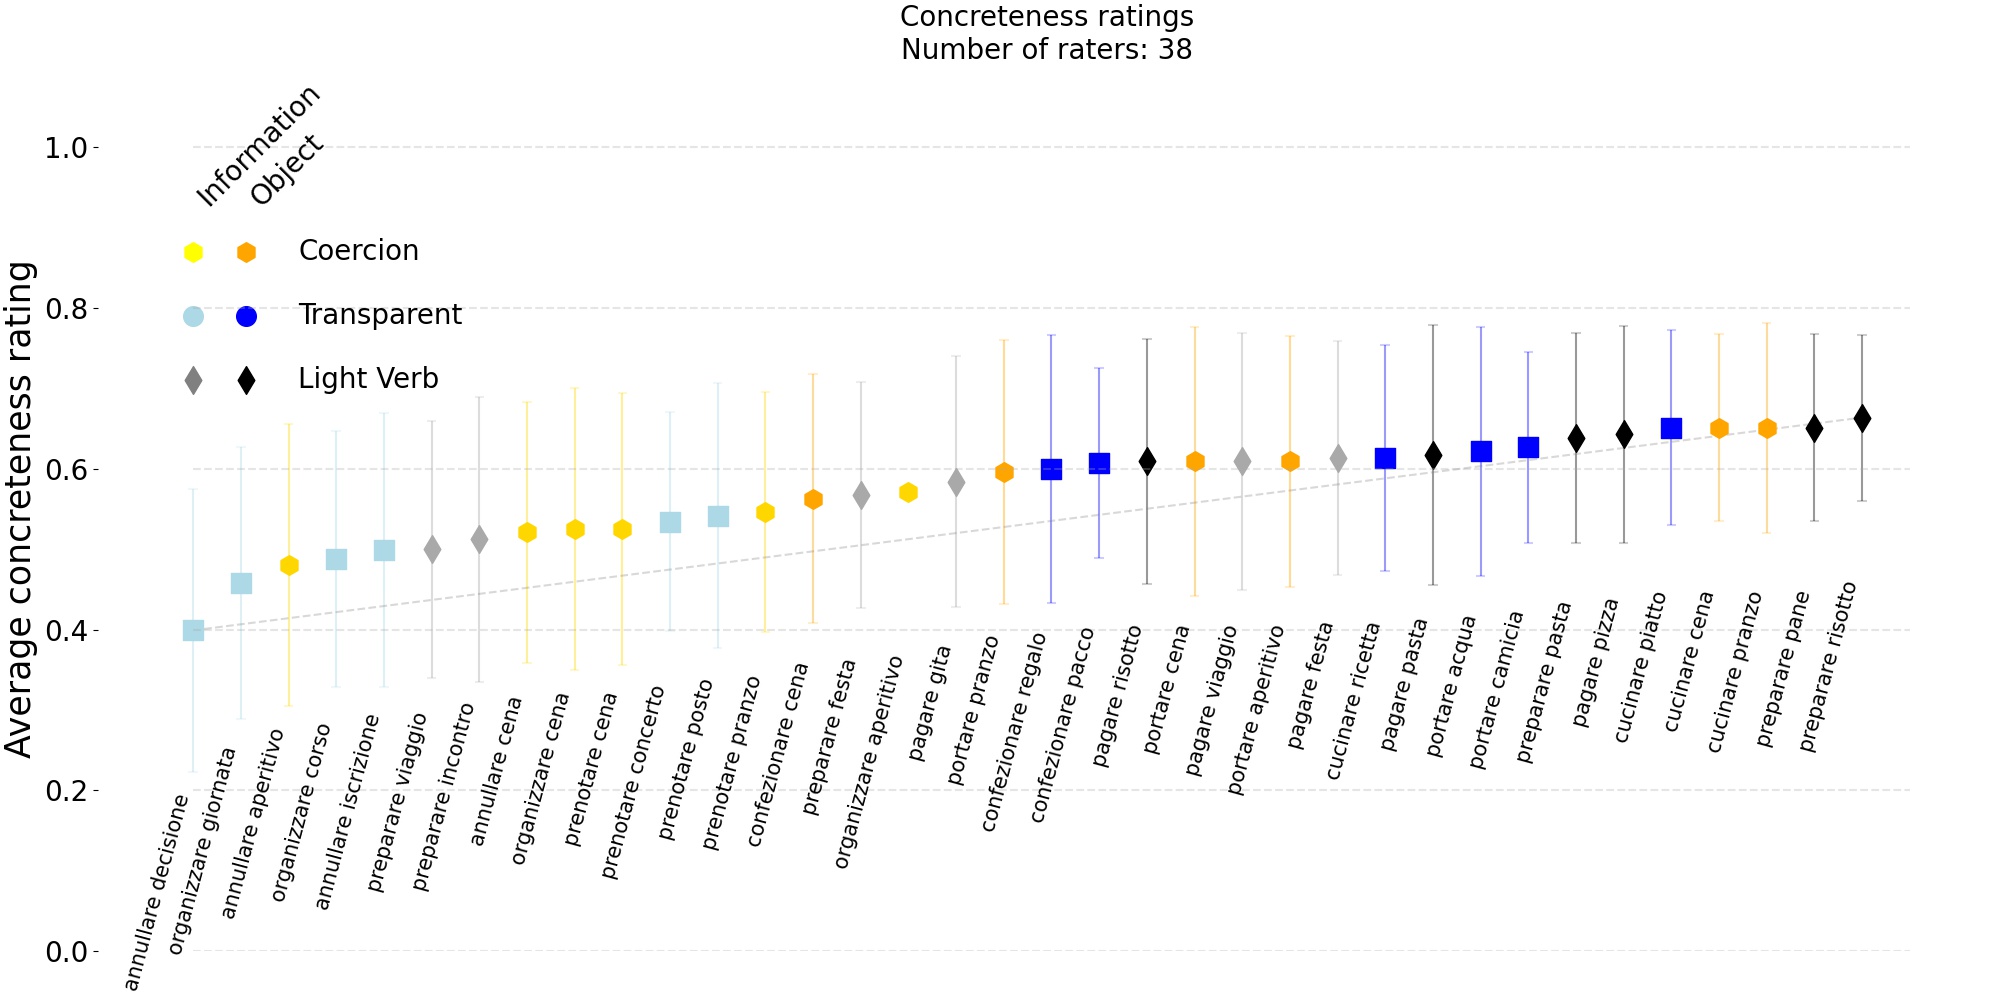 Concreteness ratings
Number of raters: 38
Average concreteness rating
1.0
0.8
0.6
0.4
0.2
0.0
Information
Object
Coercion
Transparent
Light Verb
annullare decisione
organizzare giornata
annullare aperitivo
organizzare corso
annullare iscrizione
preparare viaggio
preparare incontro
annullare cena
organizzare cena
prenotare cena
prenotare concerto
prenotare posto
prenotare pranzo
confezionare cena
preparare festa
organizzare aperitivo
pagare gita
portare pranzo
confezionare regalo
confezionare pacco
pagare risotto
portare cena
pagare viaggio
portare aperitivo
pagare festa
cucinare ricetta
pagare pasta
portare acqua
portare camicia
preparare pasta
pagare pizza
cucinare piatto
cucinare cena
cucinare pranzo
preparare pane
preparare risotto